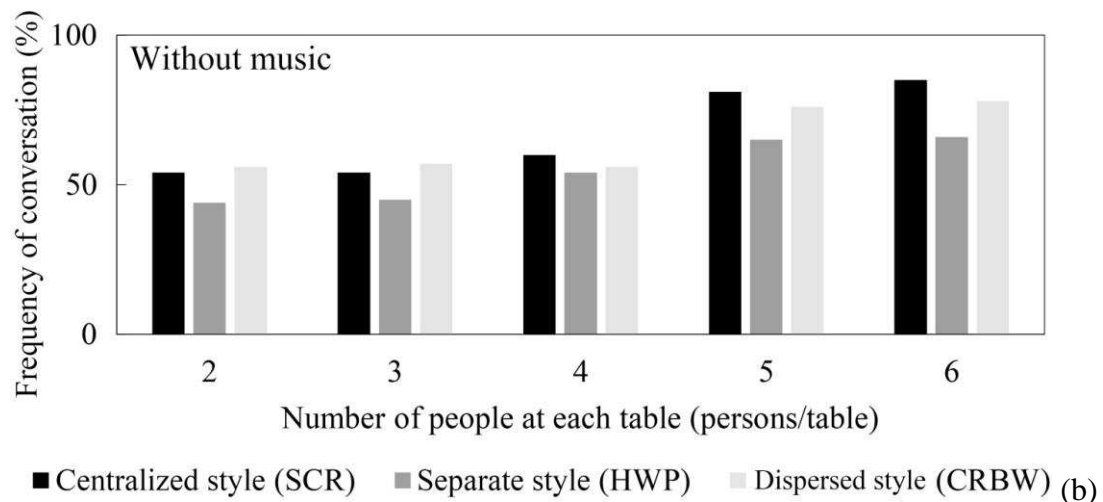 Frequency of conversation (%)
100
50
0
Without music
2 3 4 5 6
Number of people at each table (persons/table)
Centralized style (SCR) Separate style (HWP) Dispersed style (CRBW) (b)